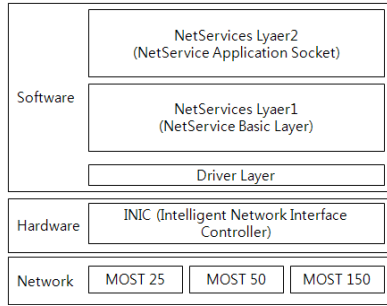 NetServices Lyaer2
(NetService Application Socket)
Software
NetServices Lyaer1
(NetService Basic Layer)
Driver Layer
Hardware
INIC (Intelligent Network Interface
Controller)
Network
MOST 25
MOST 50
MOST 150